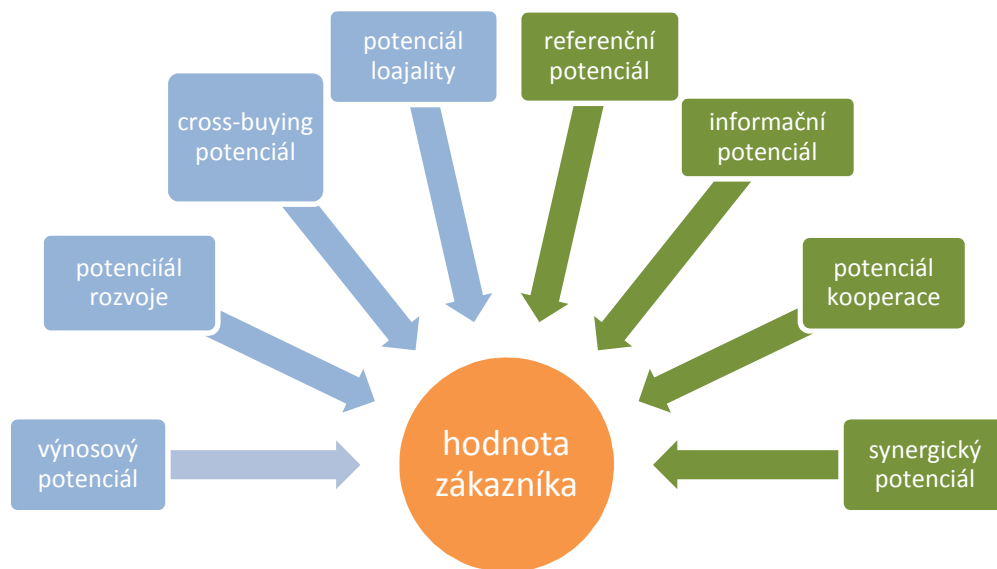 potenciál
loajality
referenční
potenciál
cross-buying
potenciál
informační
potenciál
potenciíál
rozvoje
potenciál
kooperace
výnosový
potenciál
hodnota
zákazníka
synergický
potenciál